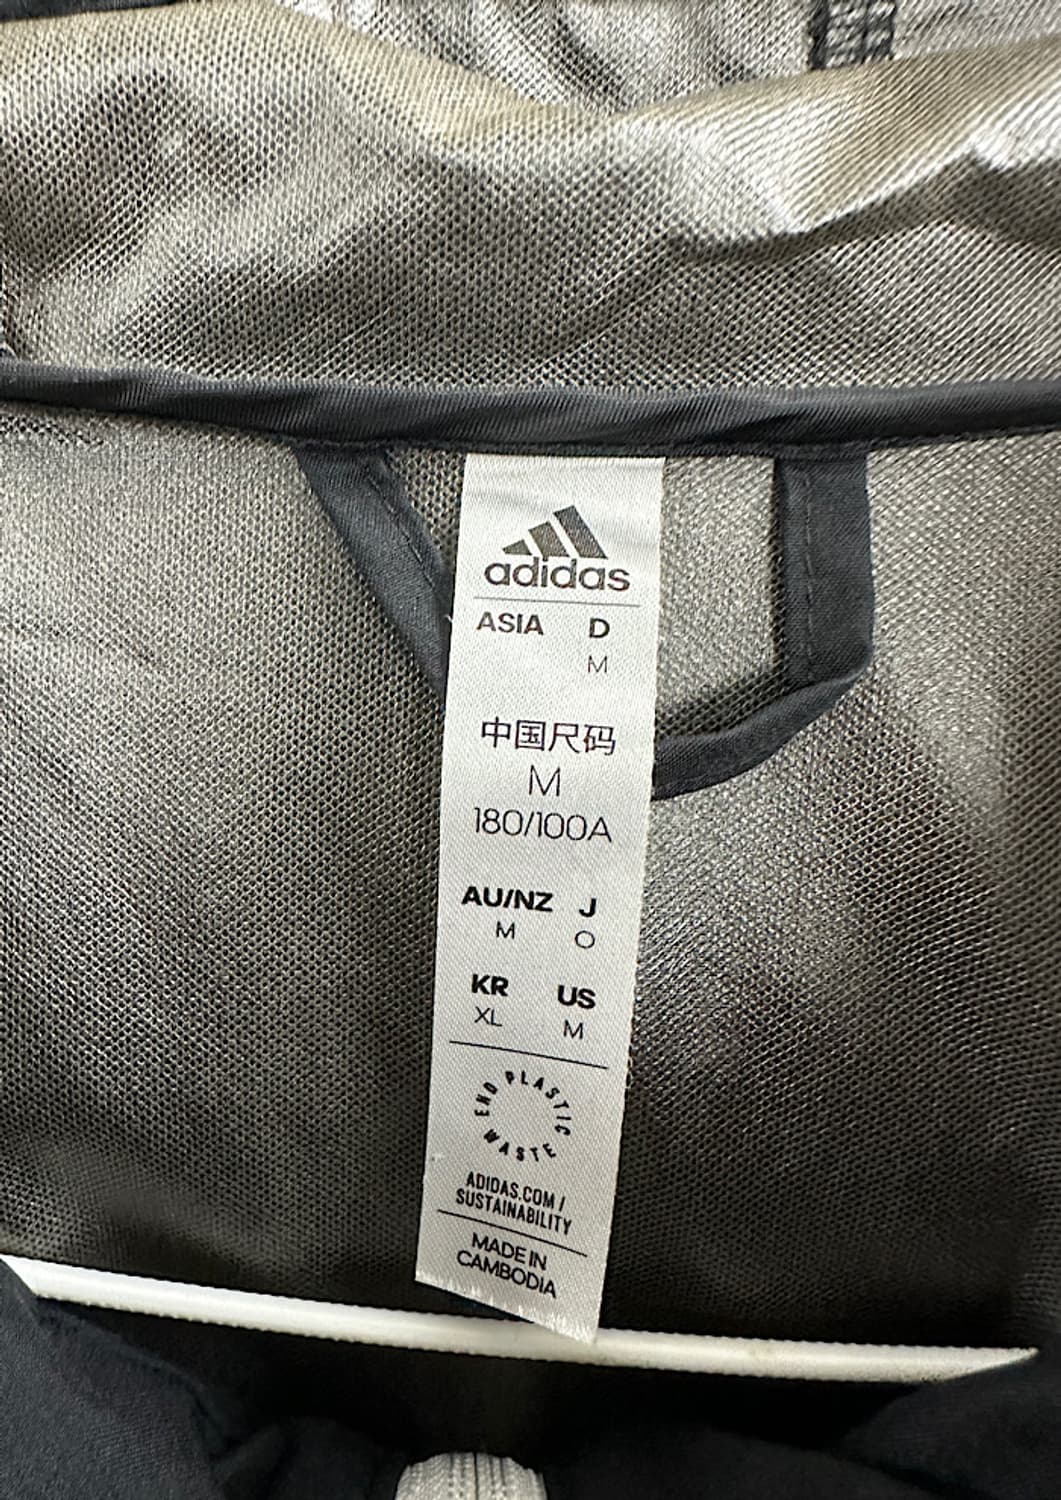 adidas
ASIA D
M
中国尺码
M
180/100A
AU/NZ J
M O
KR US
XL M
END PLASTIC WASTE
ADIDAS.COM/
SUSTAINABILITY
MADE IN
CAMBODIA